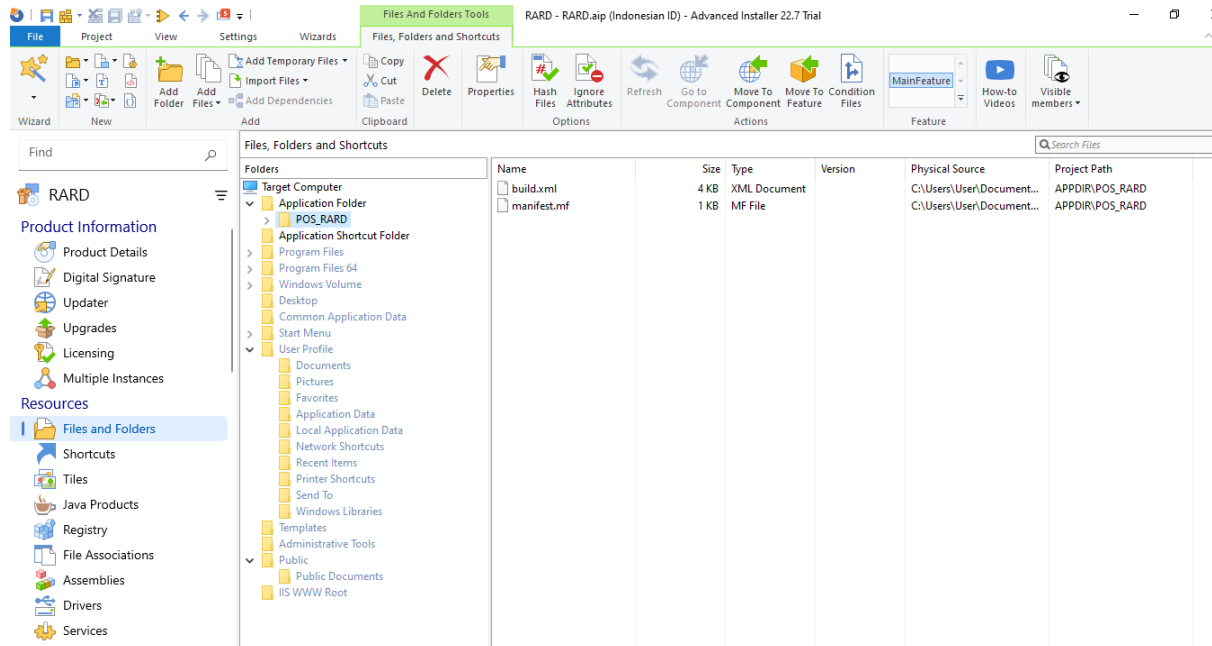 Files And Folders Tools
RARD - RARD.aip (Indonesian ID) - Advanced Installer 22.7 Trial
File Project View Settings Wizards Files, Folders and Shortcuts
Wizard
New
Add Folder
Add Files
Add Temporary Files
Import Files
Add Dependencies
Add
Copy
Cut
Paste
Clipboard
Delete
Properties
Hash Files
Ignore Attributes
Options
Refresh
Go to Component
Move To Component
Move To Feature
Condition Files
Actions
MainFeature
Feature
How-to Videos
Visible members
Find
RARD
Product Information
Product Details
Digital Signature
Updater
Upgrades
Licensing
Multiple Instances
Resources
Files and Folders
Shortcuts
Tiles
Java Products
Registry
File Associations
Assemblies
Drivers
Services
Files, Folders and Shortcuts
Search Files
Folders
Target Computer
Application Folder
POS_RARD
Application Shortcut Folder
Program Files
Program Files 64
Windows Volume
Desktop
Common Application Data
Start Menu
User Profile
Documents
Pictures
Favorites
Application Data
Local Application Data
Network Shortcuts
Recent Items
Printer Shortcuts
Send To
Windows Libraries
Templates
Administrative Tools
Public
Public Documents
IIS WWW Root
Name Size Type Version Physical Source Project Path
build.xml 4 KB XML Document C:\Users\User\Document... APPDIR\POS_RARD
manifest.mf 1 KB MF File C:\Users\User\Document... APPDIR\POS_RARD